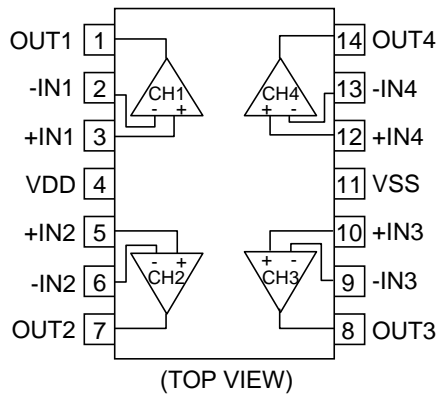 OUT1 1 14 OUT4
-IN1 2 CH1 CH4 13 -IN4
- + + -
+IN1 3 12 +IN4
VDD 4 11 VSS
+IN2 5 10 +IN3
- + + -
-IN2 6 CH2 CH3 9 -IN3
OUT2 7 8 OUT3
(TOP VIEW)